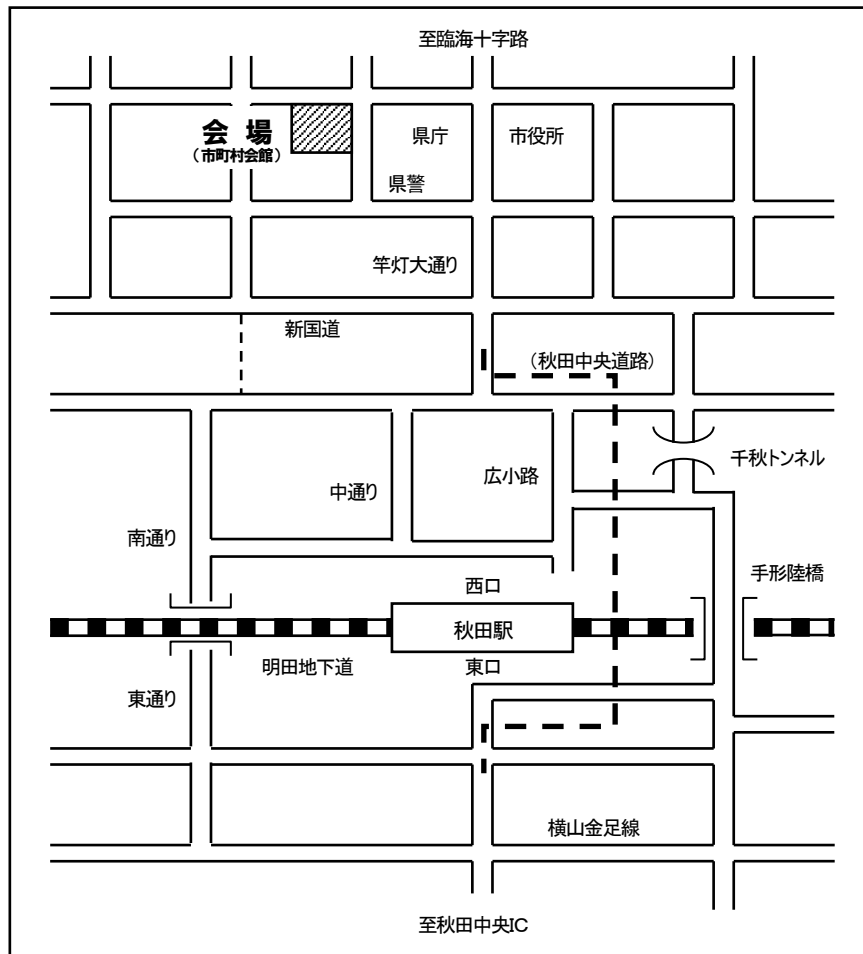 至臨海十字路
会 場
（市町村会館）
県庁
市役所
県警
竿灯大通り
新国道
（秋田中央道路）
千秋トンネル
広小路
中通り
南通り
手形陸橋
西口
秋田駅
東口
明田地下道
東通り
横山金足線
至秋田中央IC